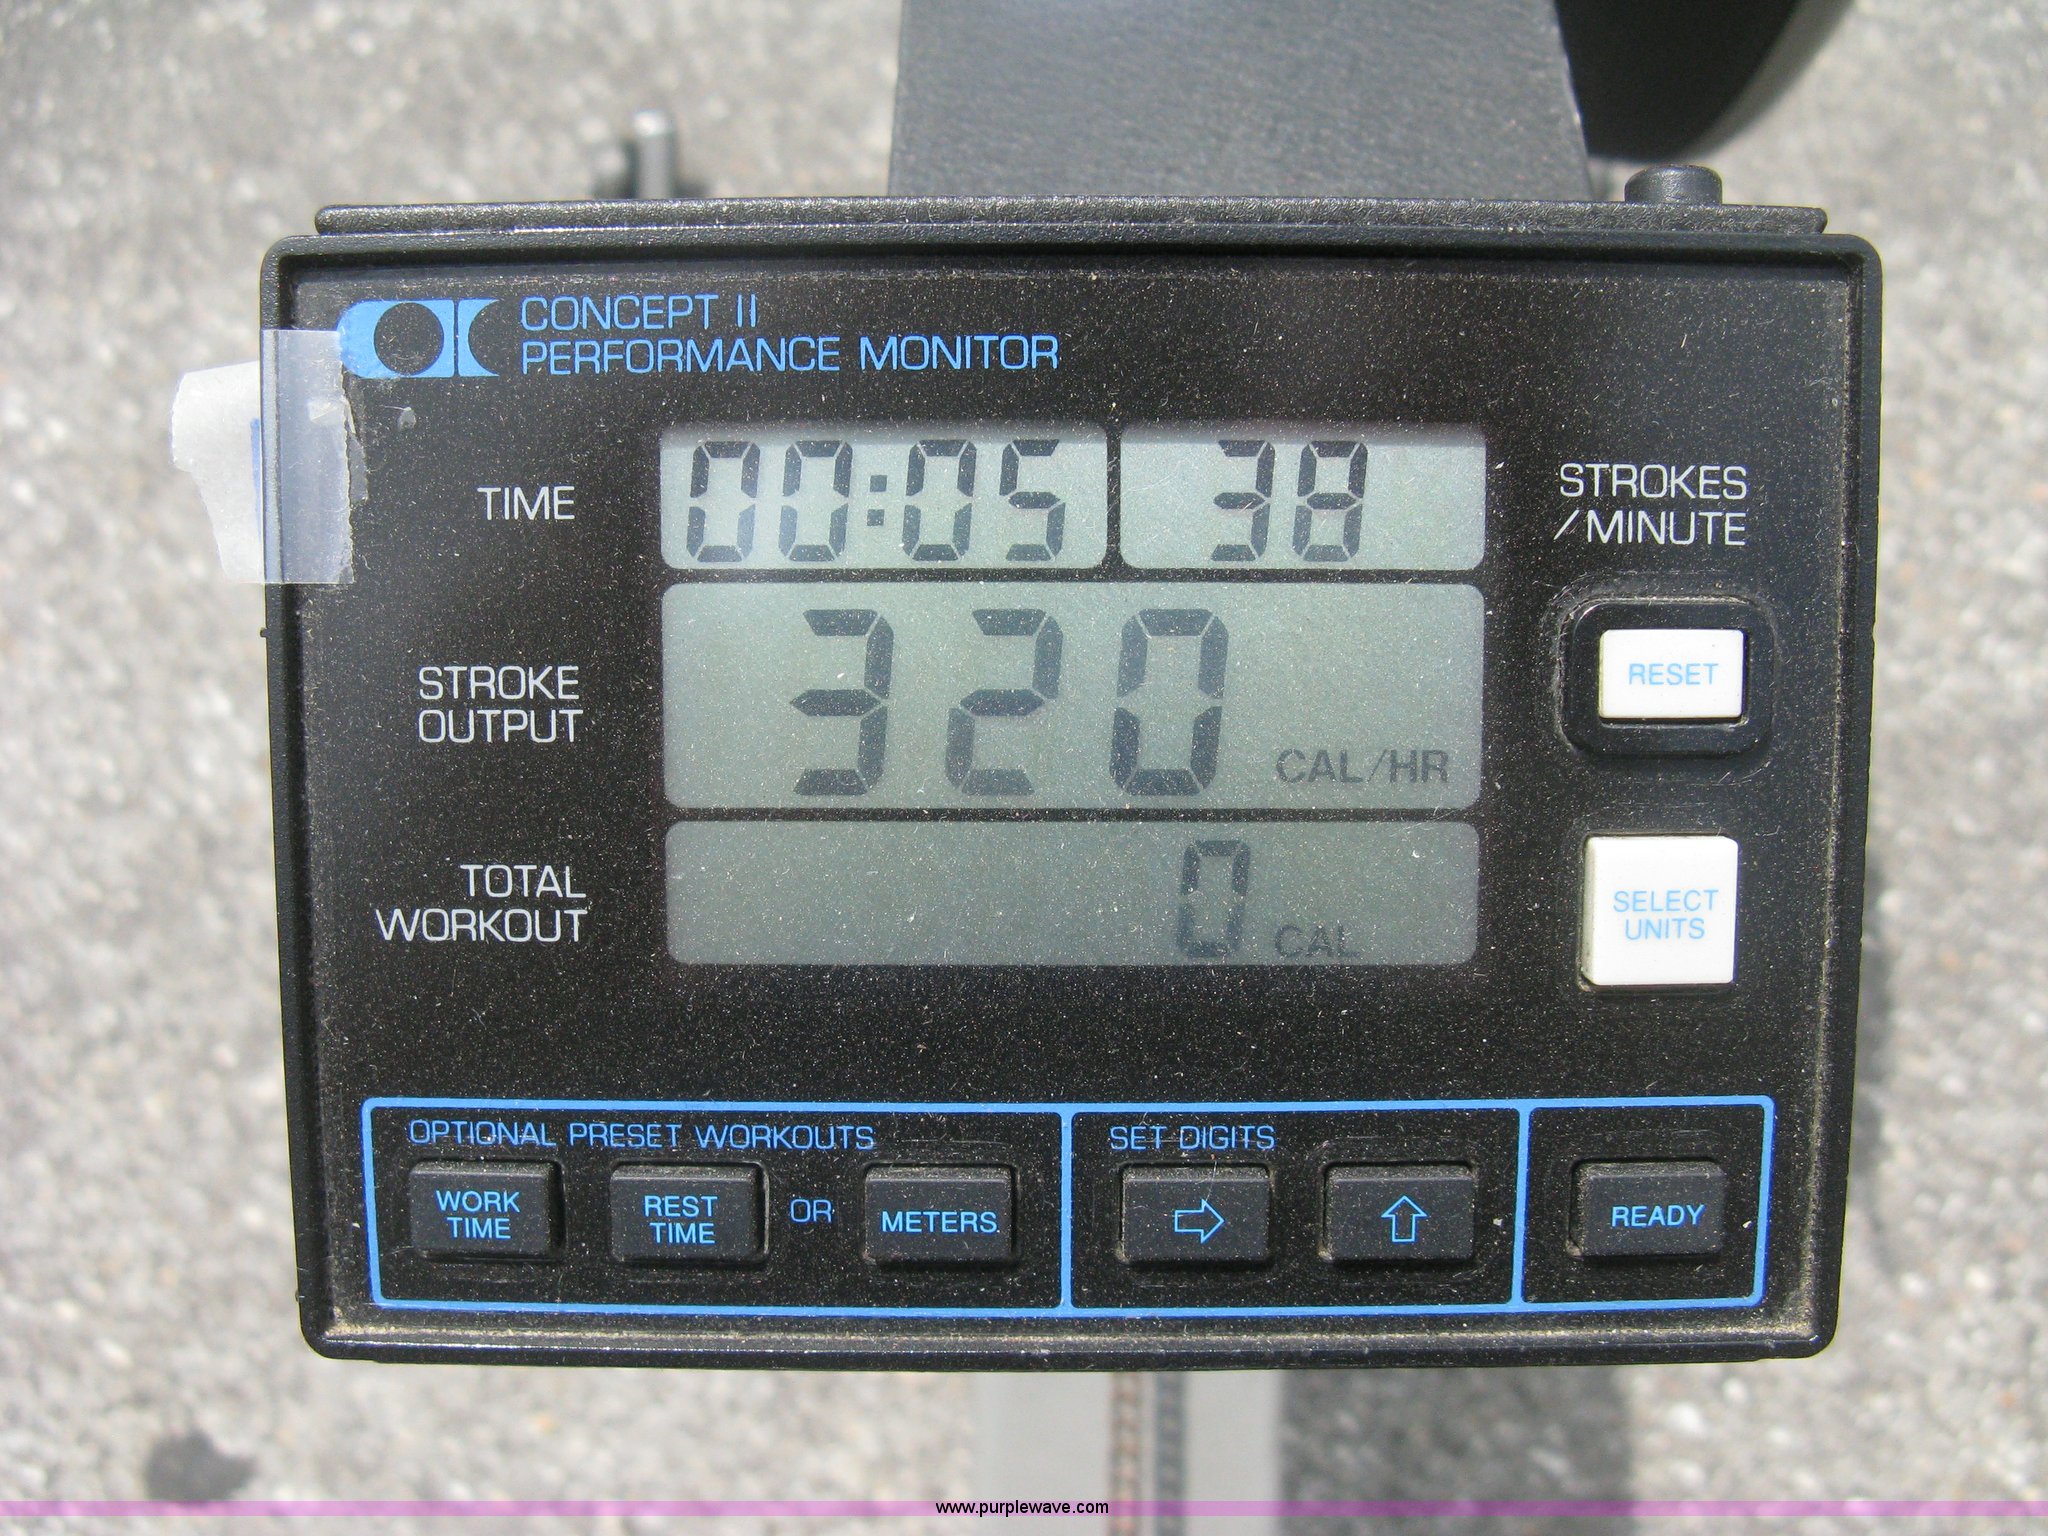 CONCEPT II
PERFORMANCE MONITOR
TIME
00:05
38
STROKES
/MINUTE
STROKE
OUTPUT
320
CAL/HR
RESET
TOTAL
WORKOUT
0
CAL
SELECT
UNITS
OPTIONAL PRESET WORKOUTS
SET DIGITS
WORK
TIME
REST
TIME
OR
METERS
READY
www.purplewave.com